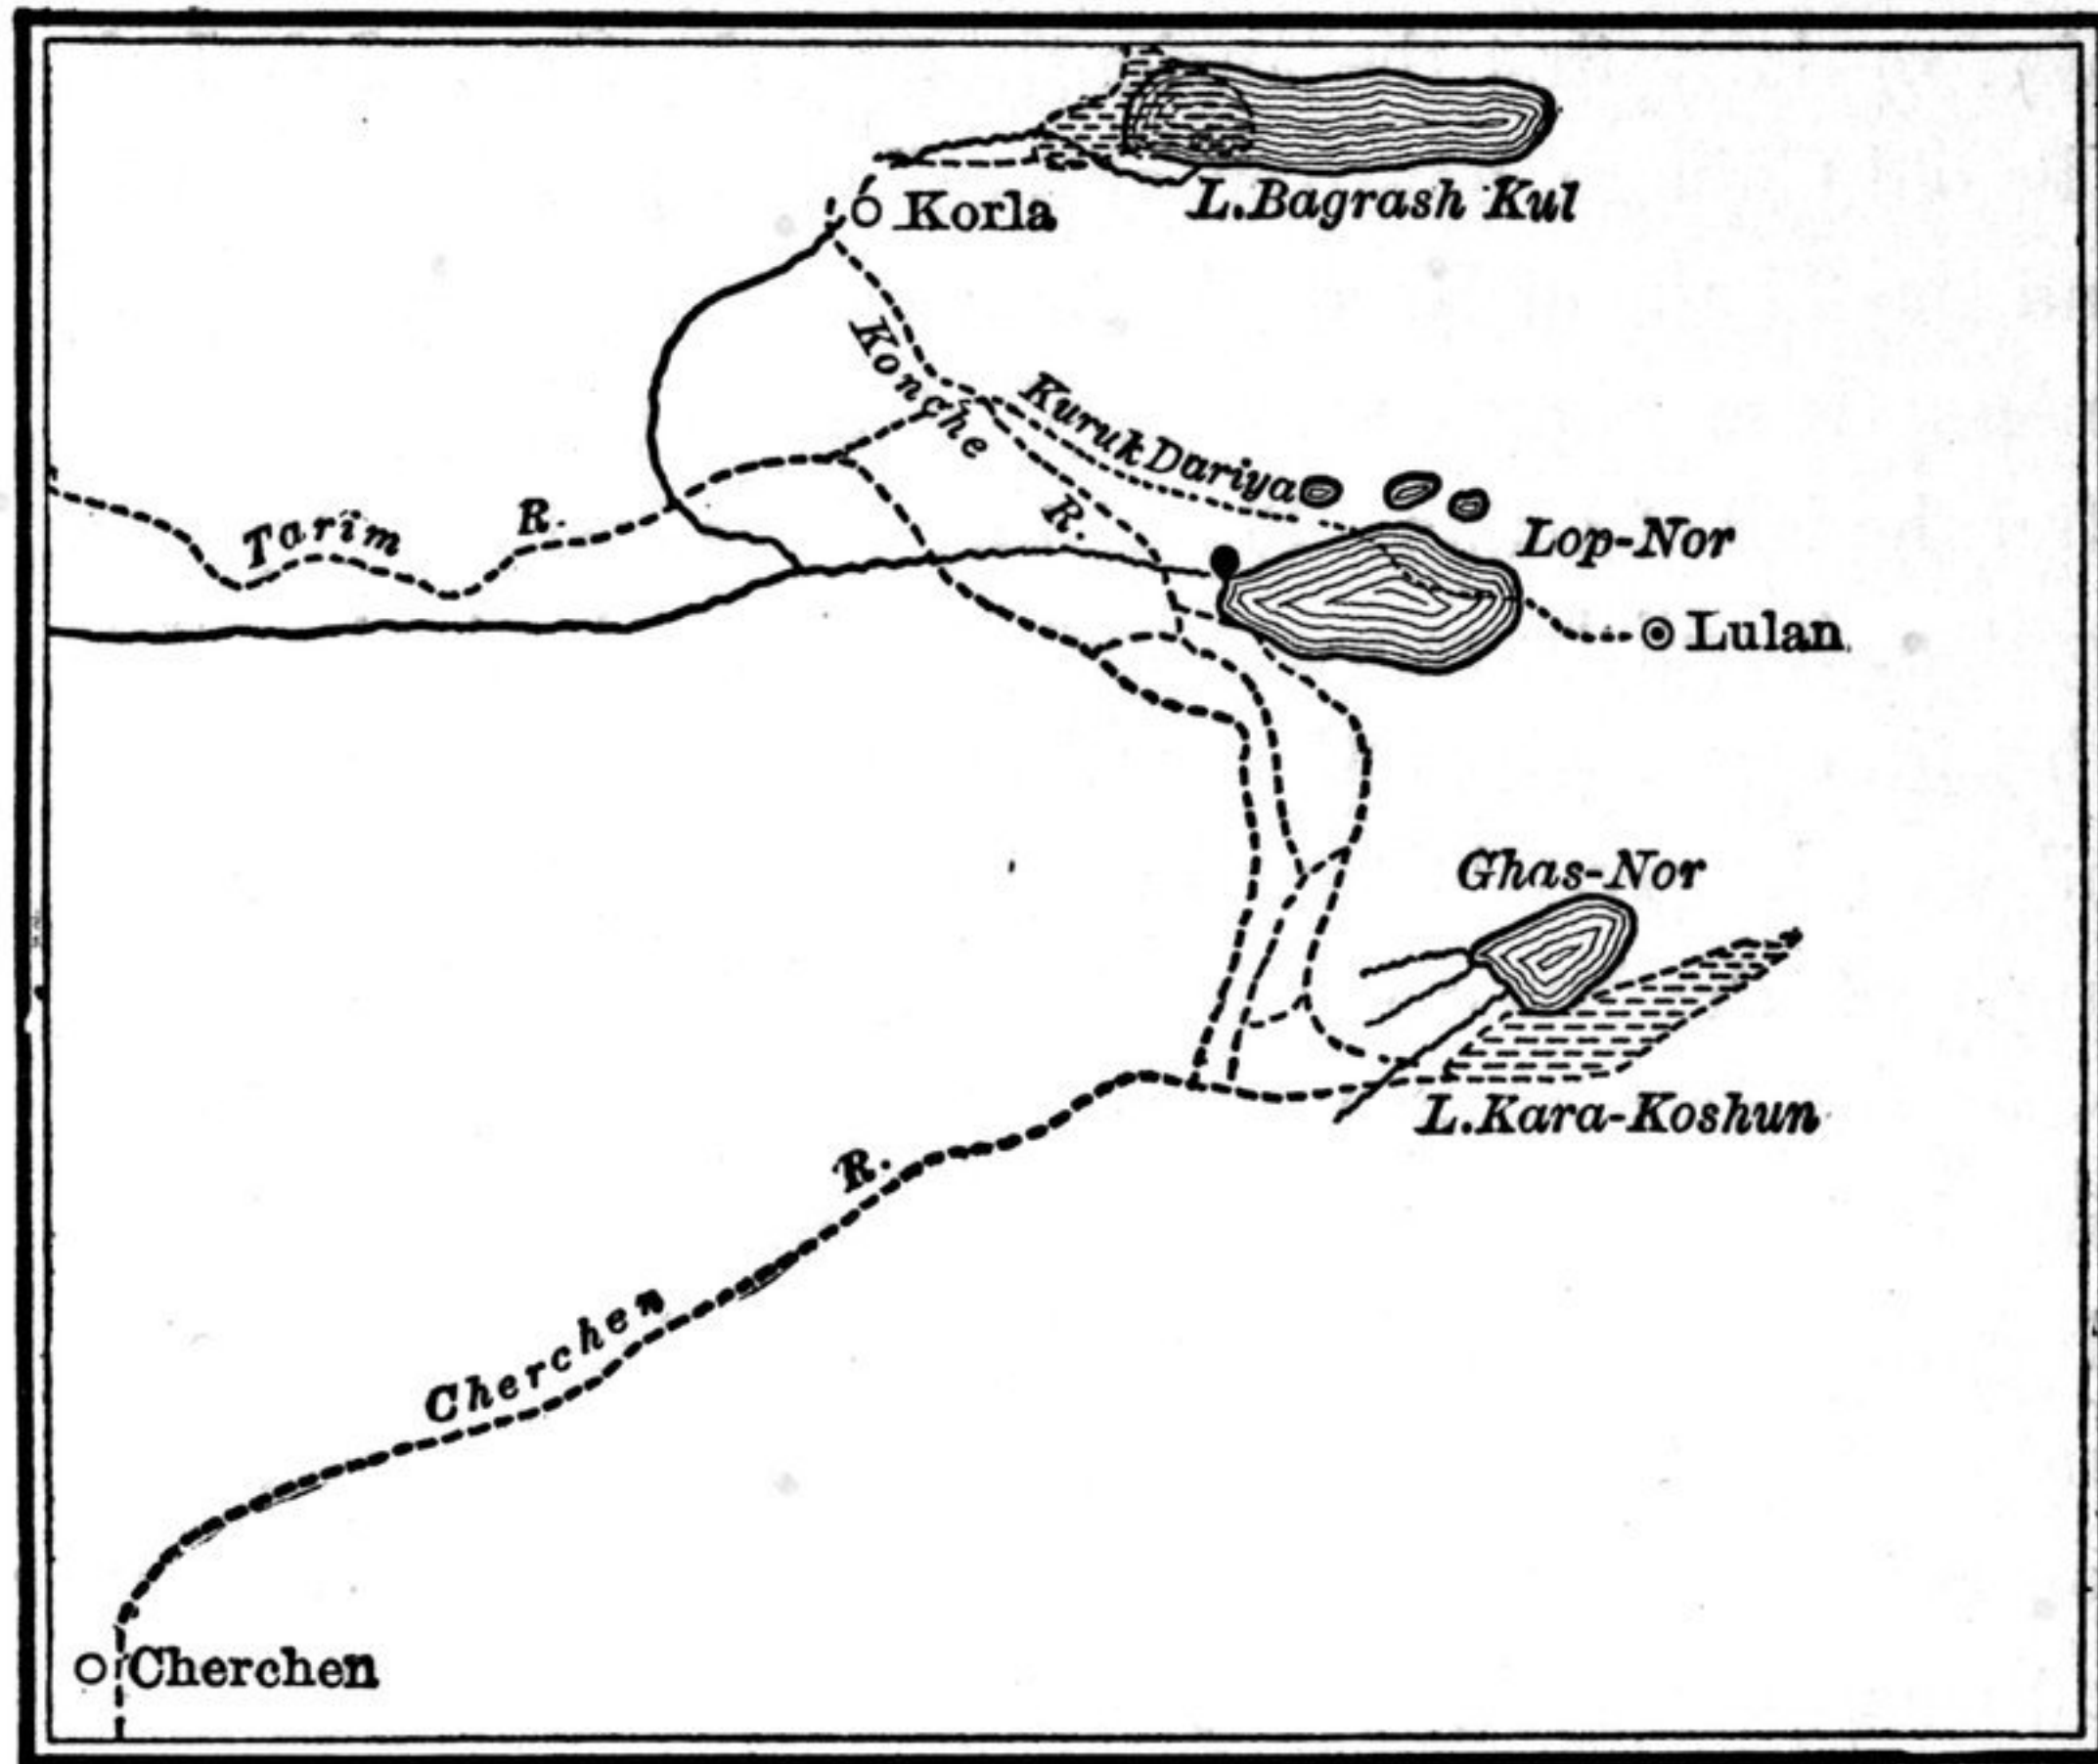 L.Bagrash Kul
Korla
Konche R.
Kuruk Dariya
Tarim R.
Lop-Nor
Lulan
Ghas-Nor
L.Kara-Koshun
Cherchen R.
Cherchen